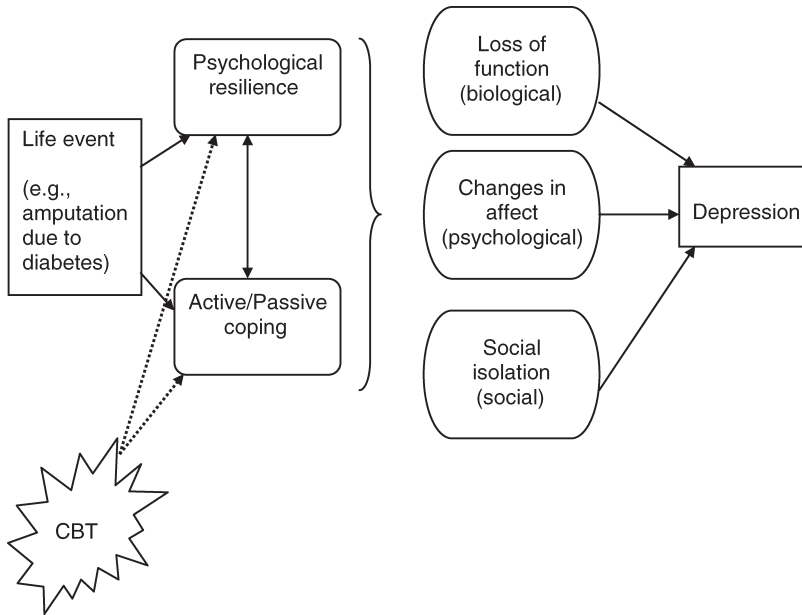 Life event
(e.g.,
amputation
due to
diabetes)
Psychological
resilience
Active/Passive
coping
CBT
Loss of
function
(biological)
Changes in
affect
(psychological)
Social
isolation
(social)
Depression